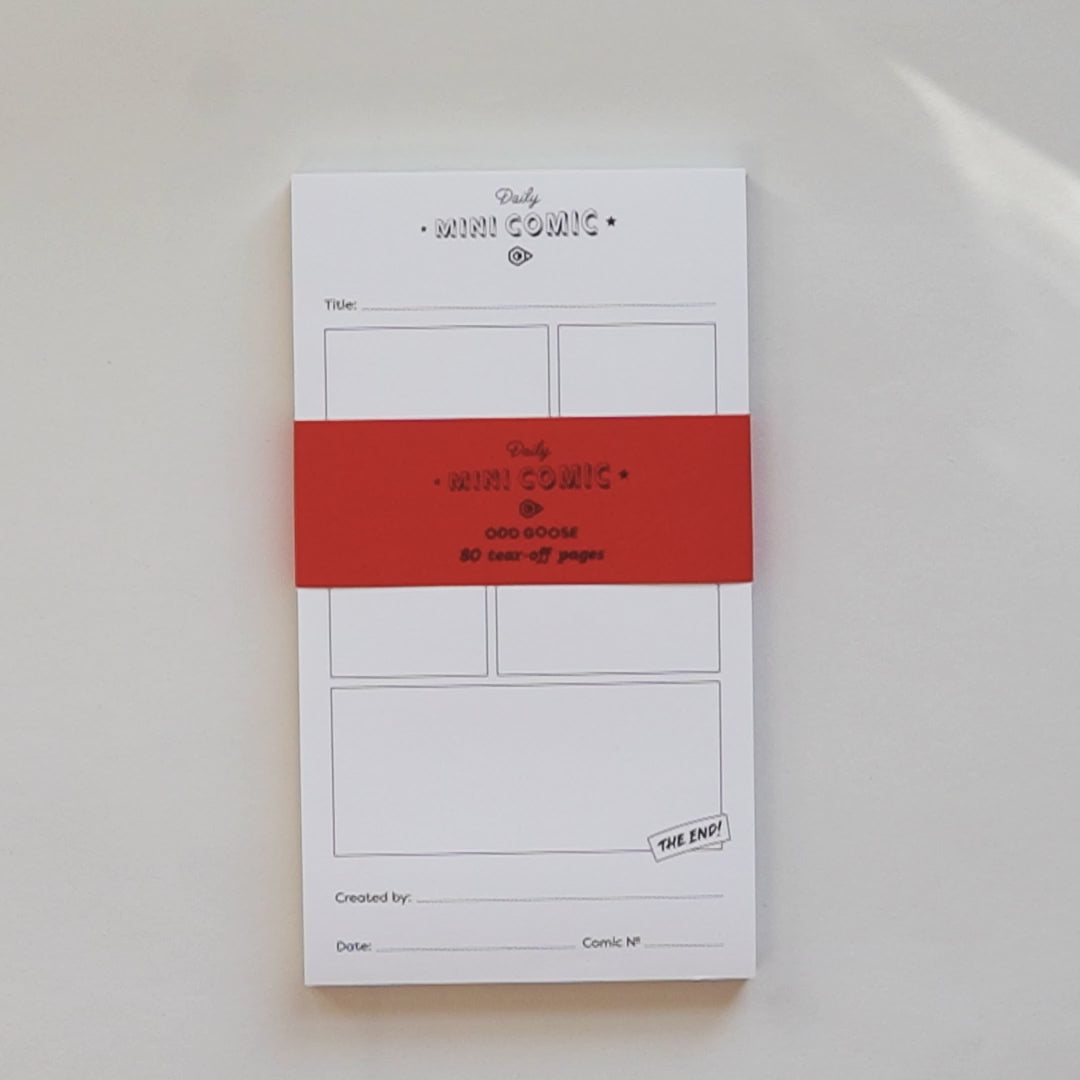 Daily
MINI COMIC
Title:
Daily
MINI COMIC
ODD GOOSE
80 tear-off pages
THE END!
Created by:
Date: Comic Nº